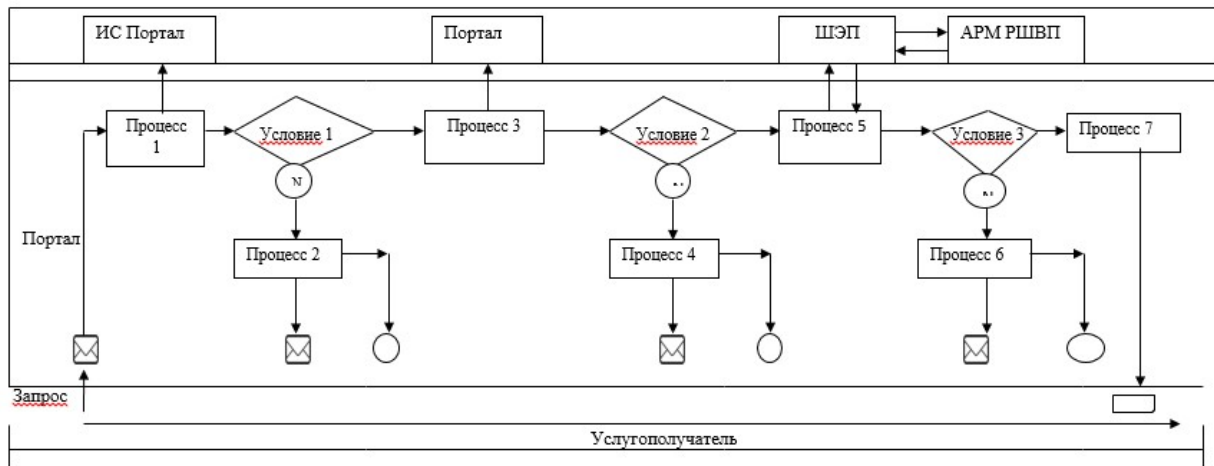 ИС Портал
Портал
ШЭП
АРМ РШВП
Процесс
1
Условие 1
Процесс 3
Условие 2
Процесс 5
Условие 3
Процесс 7
N
Портал
Процесс 2
Процесс 4
Процесс 6
Запрос
Услугополучатель